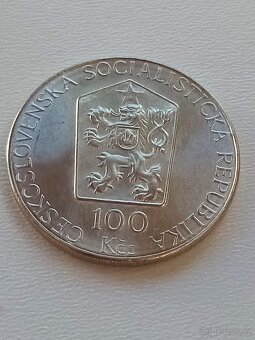 ČESKOSLOVENSKÁ SOCIALISTICKÁ REPUBLIKA
100
Kčs